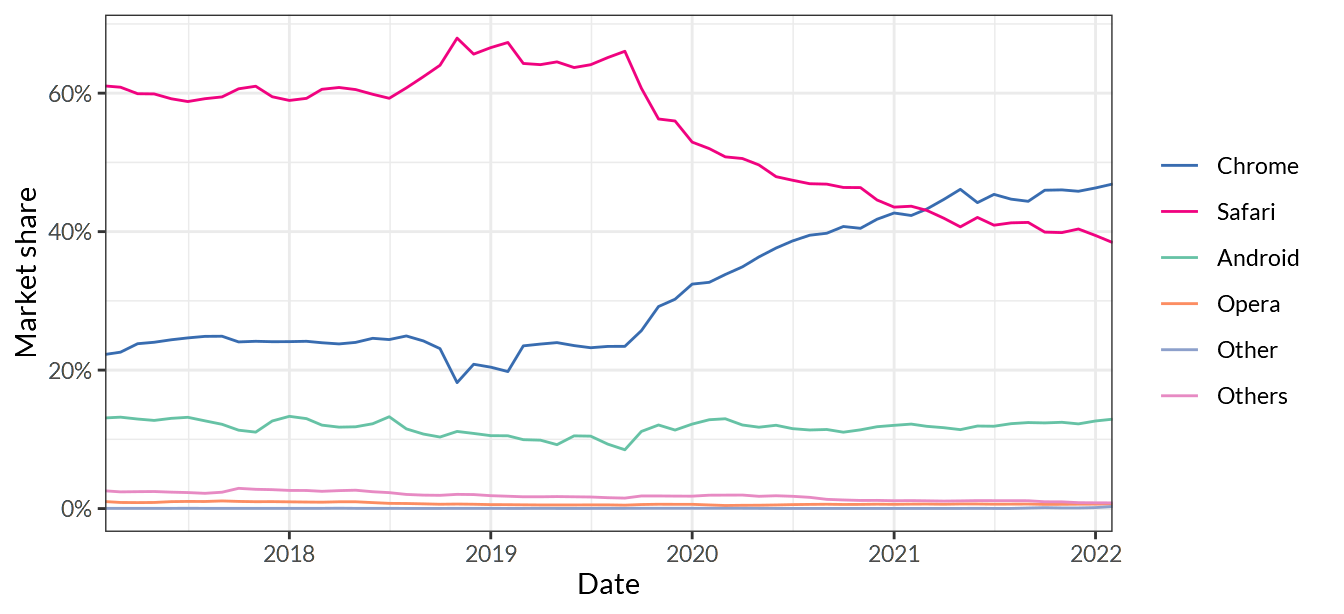 60%
40%
20%
0%
Market share
2018 2019 2020 2021 2022
Date
Chrome
Safari
Android
Opera
Other
Others